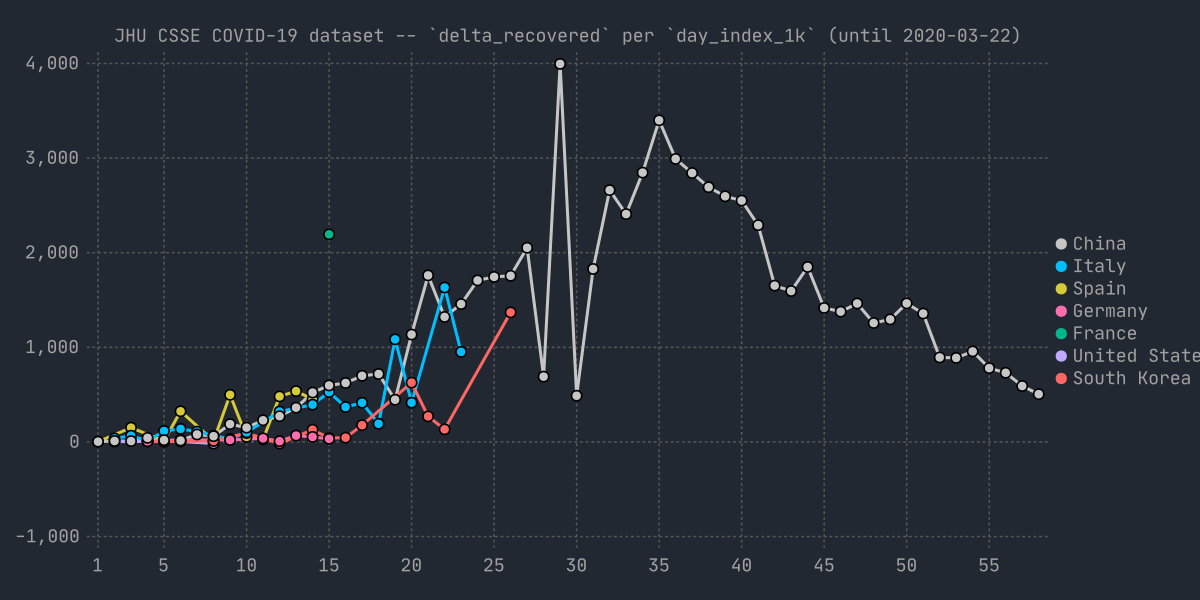 JHU CSSE COVID-19 dataset -- `delta_recovered` per `day_index_1k` (until 2020-03-22)
4,000
3,000
2,000
1,000
0
-1,000
1 5 10 15 20 25 30 35 40 45 50 55
China
Italy
Spain
Germany
France
United State
South Korea